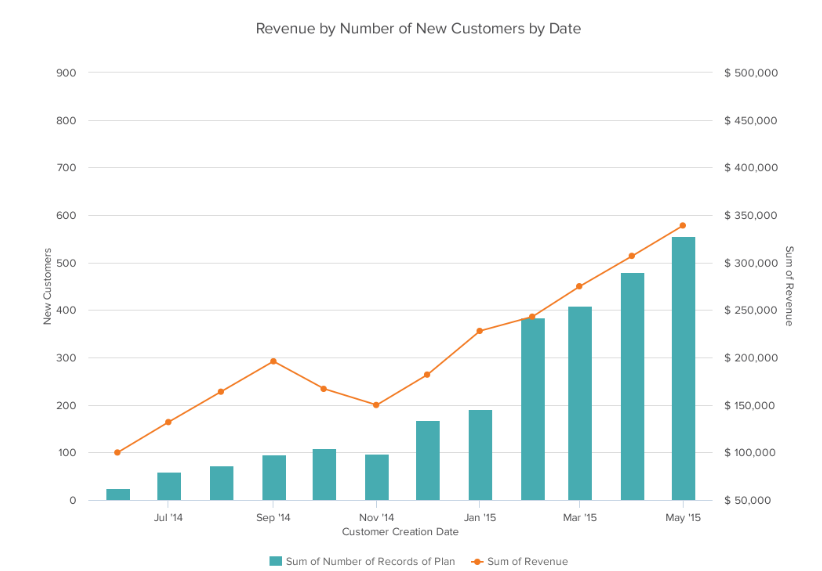 Revenue by Number of New Customers by Date
900 $ 500,000
800 $ 450,000
700 $ 400,000
600 $ 350,000
500 $ 300,000
400 $ 250,000
300 $ 200,000
200 $ 150,000
100 $ 100,000
0 $ 50,000
New Customers
Sum of Revenue
Jul '14 Sep '14 Nov '14 Jan '15 Mar '15 May '15
Customer Creation Date
Sum of Number of Records of Plan Sum of Revenue